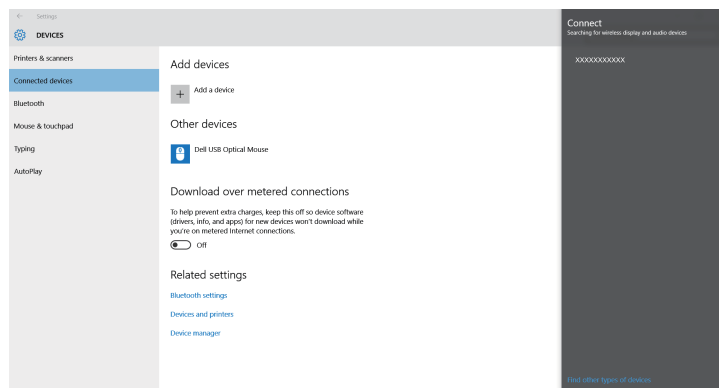 Settings
DEVICES
Printers & scanners
Connected devices
Bluetooth
Mouse & touchpad
Typing
AutoPlay
Add devices
Add a device
Other devices
Dell USB Optical Mouse
Download over metered connections
To help prevent extra charges, keep this off so device software
(drivers, info, and apps) for new devices won't download while
you're on metered Internet connections.
Off
Related settings
Bluetooth settings
Devices and printers
Device manager
Connect
Searching for wireless display and audio devices
XXXXXXXXXXX
Find other types of devices